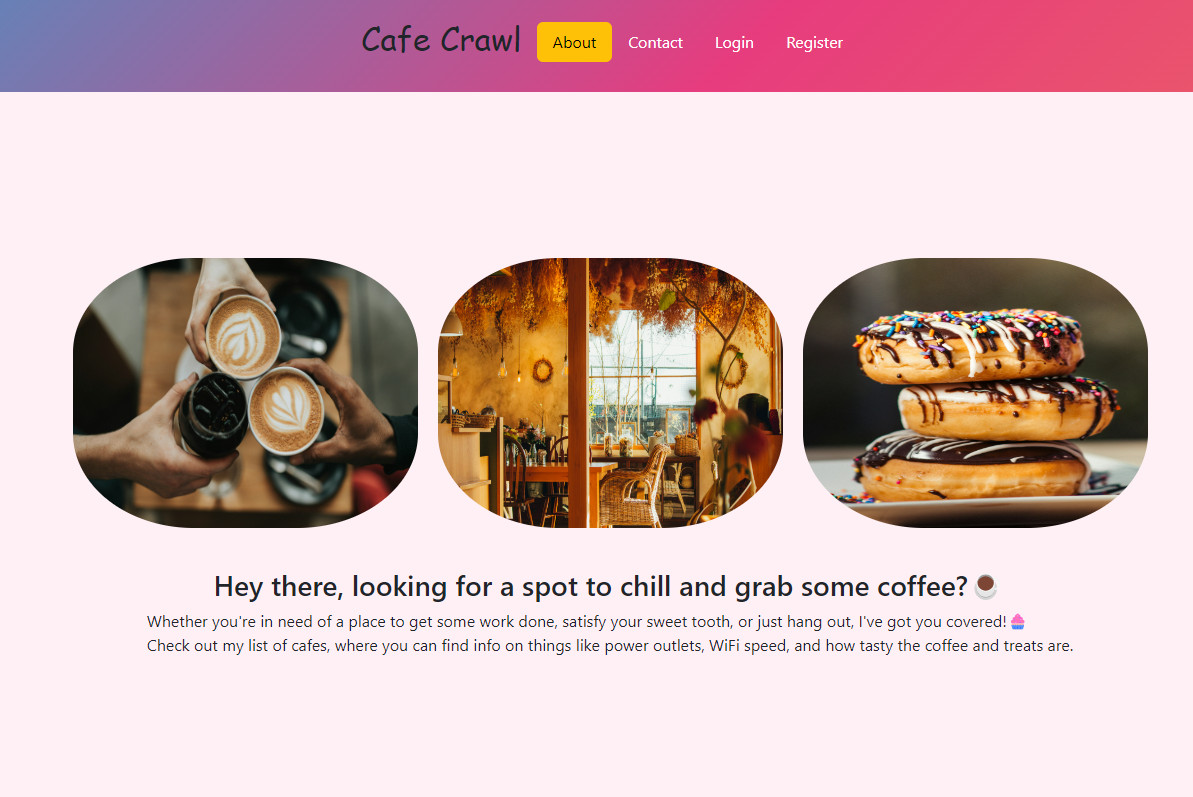 Cafe Crawl About Contact Login Register
Hey there, looking for a spot to chill and grab some coffee? ☕
Whether you're in need of a place to get some work done, satisfy your sweet tooth, or just hang out, I've got you covered! 🧁
Check out my list of cafes, where you can find info on things like power outlets, WiFi speed, and how tasty the coffee and treats are.